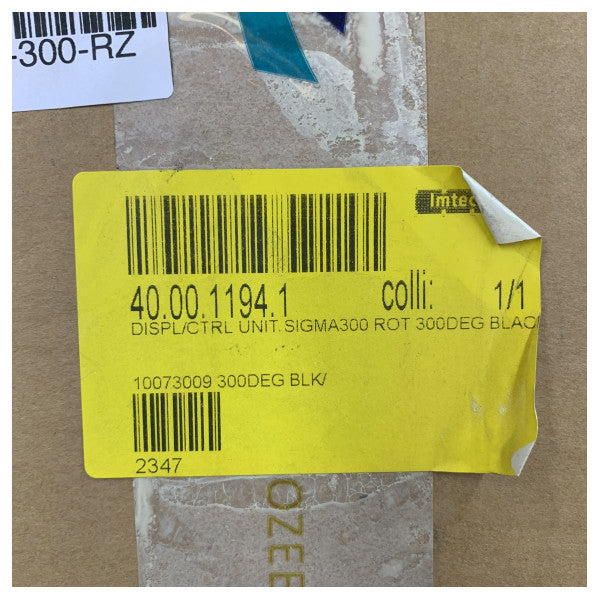 -300-RZ
Imtec
40.00.1194.1 colli: 1/1
DISPL/CTRL UNIT.SIGMA300 ROT 300DEG BLAC
10073009 300DEG BLK/
2347
OZEE